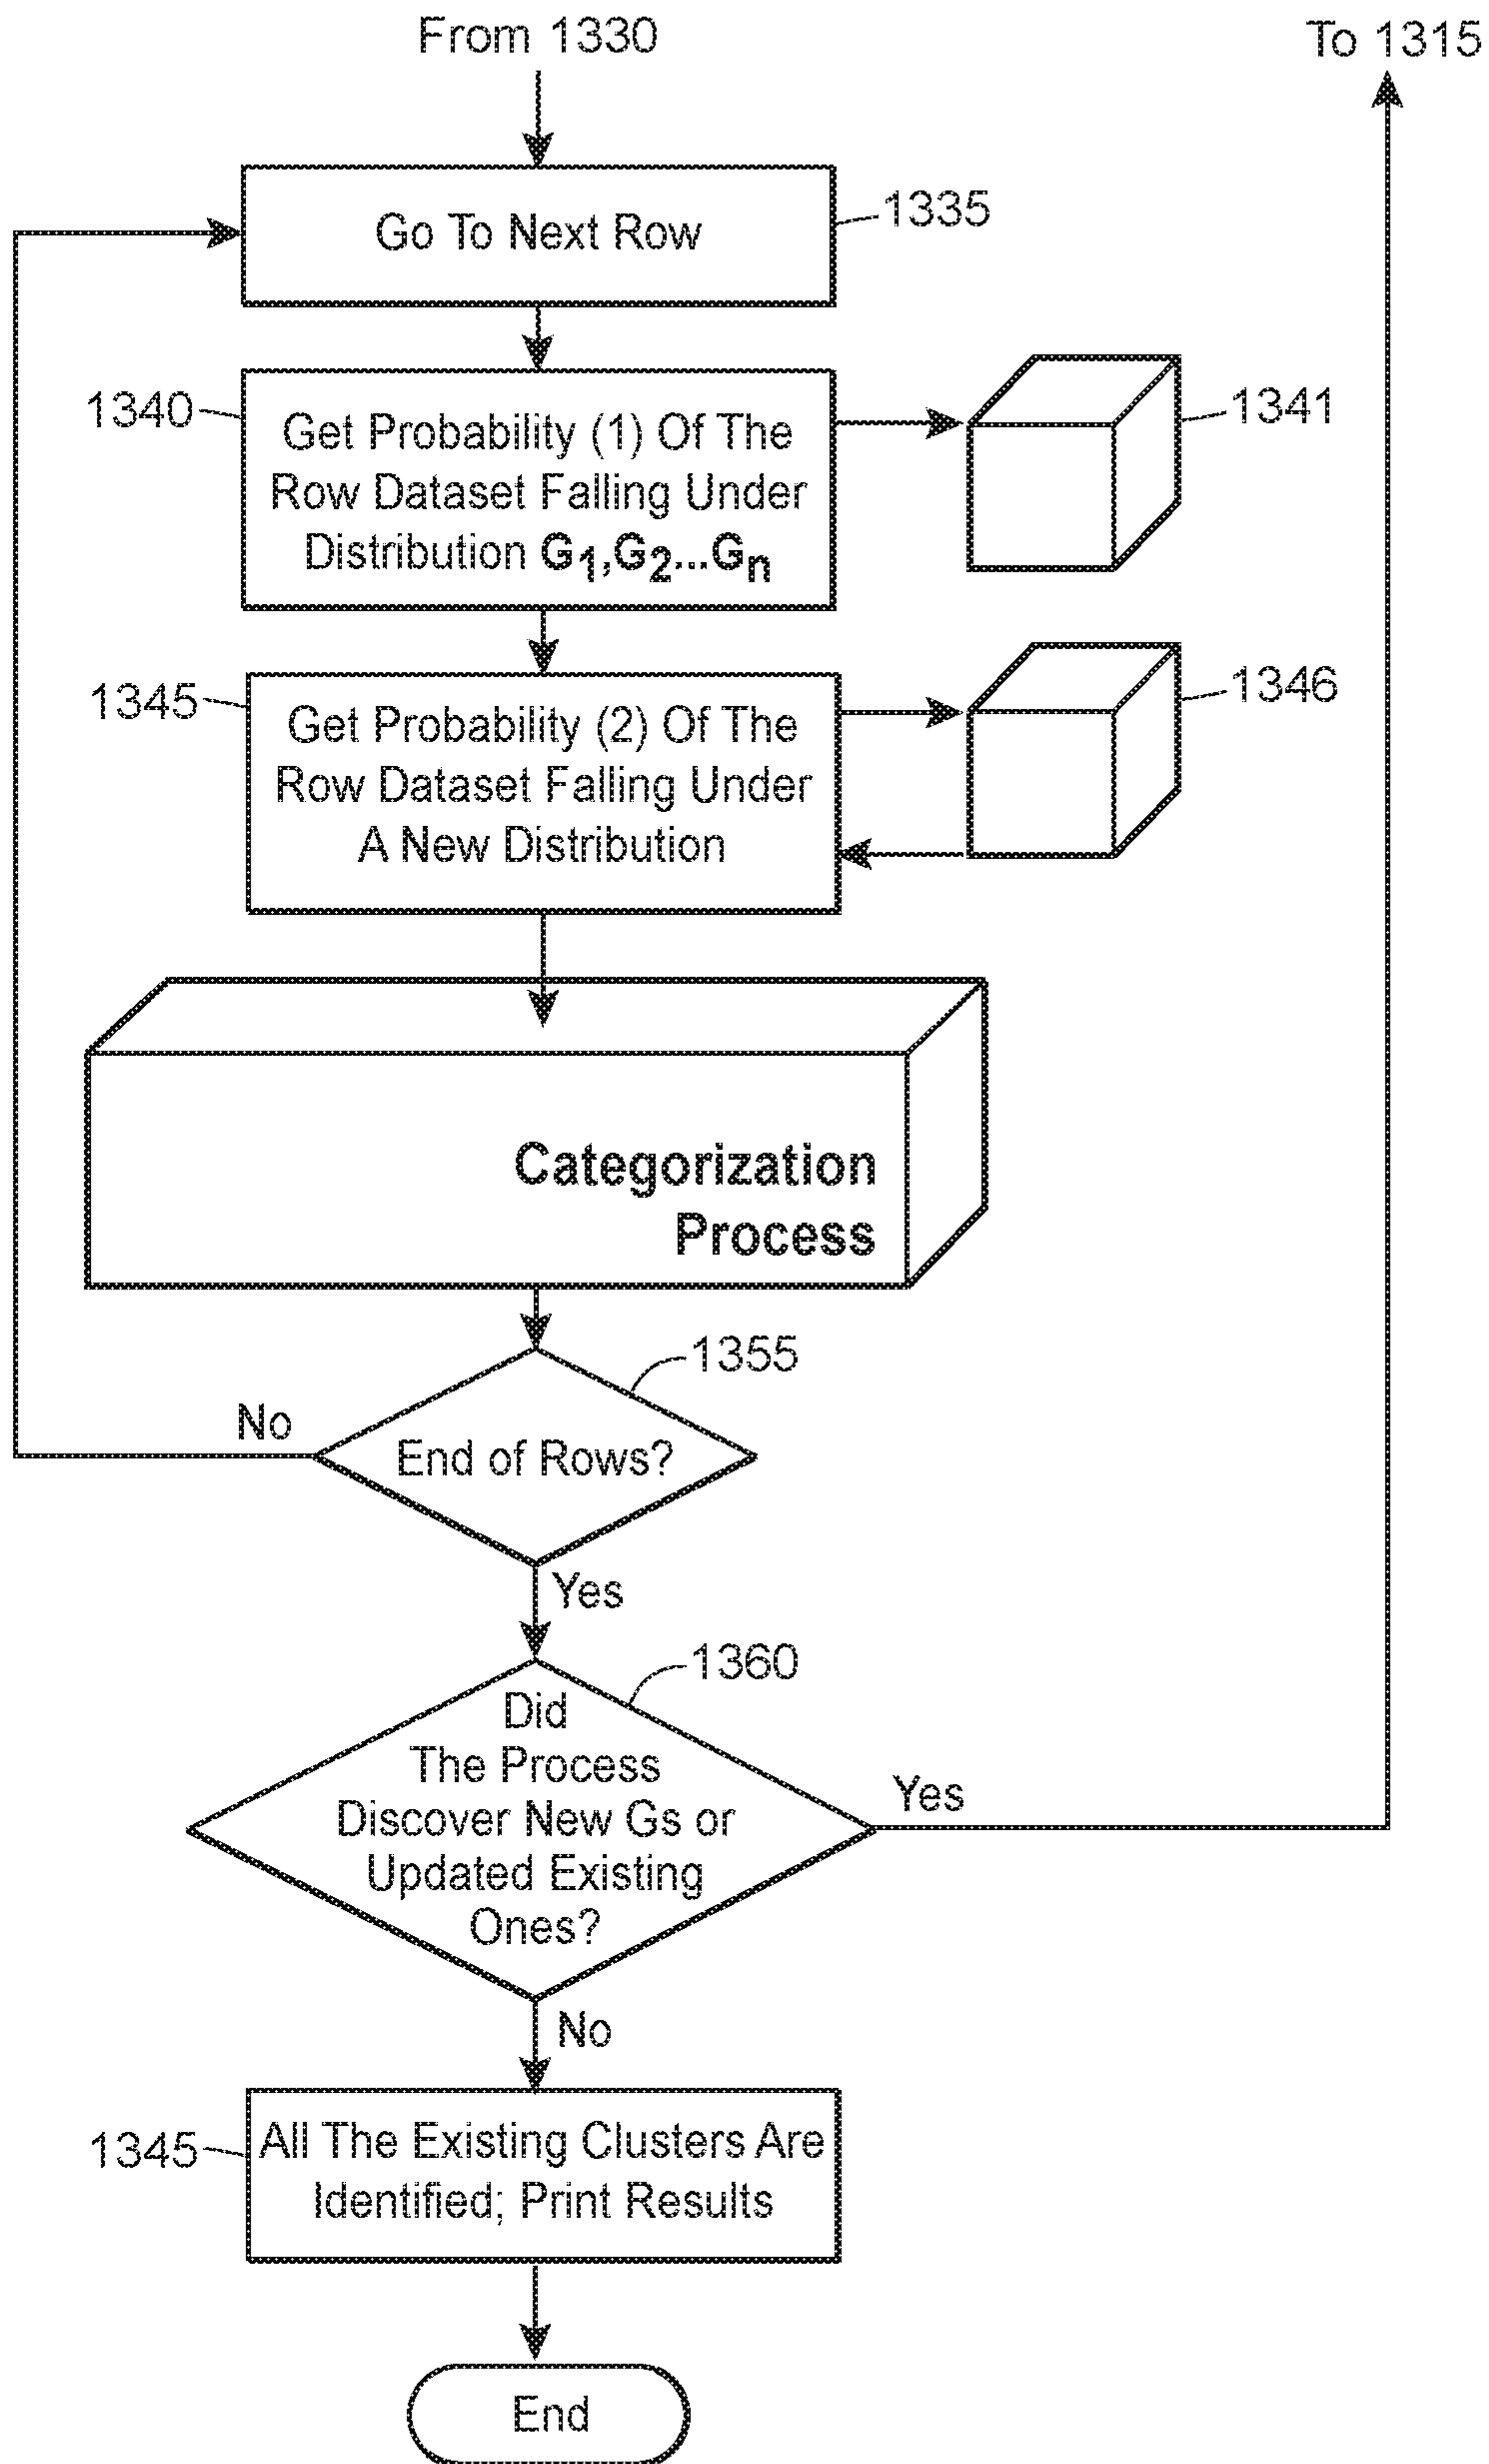 From 1330
To 1315
Go To Next Row
1335
1340
Get Probability (1) Of The
Row Dataset Falling Under
Distribution G1,G2...Gn
1341
1345
Get Probability (2) Of The
Row Dataset Falling Under
A New Distribution
1346
Categorization
Process
1355
No
End of Rows?
Yes
1360
Did
The Process
Discover New Gs or
Updated Existing
Ones?
Yes
No
1345
All The Existing Clusters Are
Identified; Print Results
End